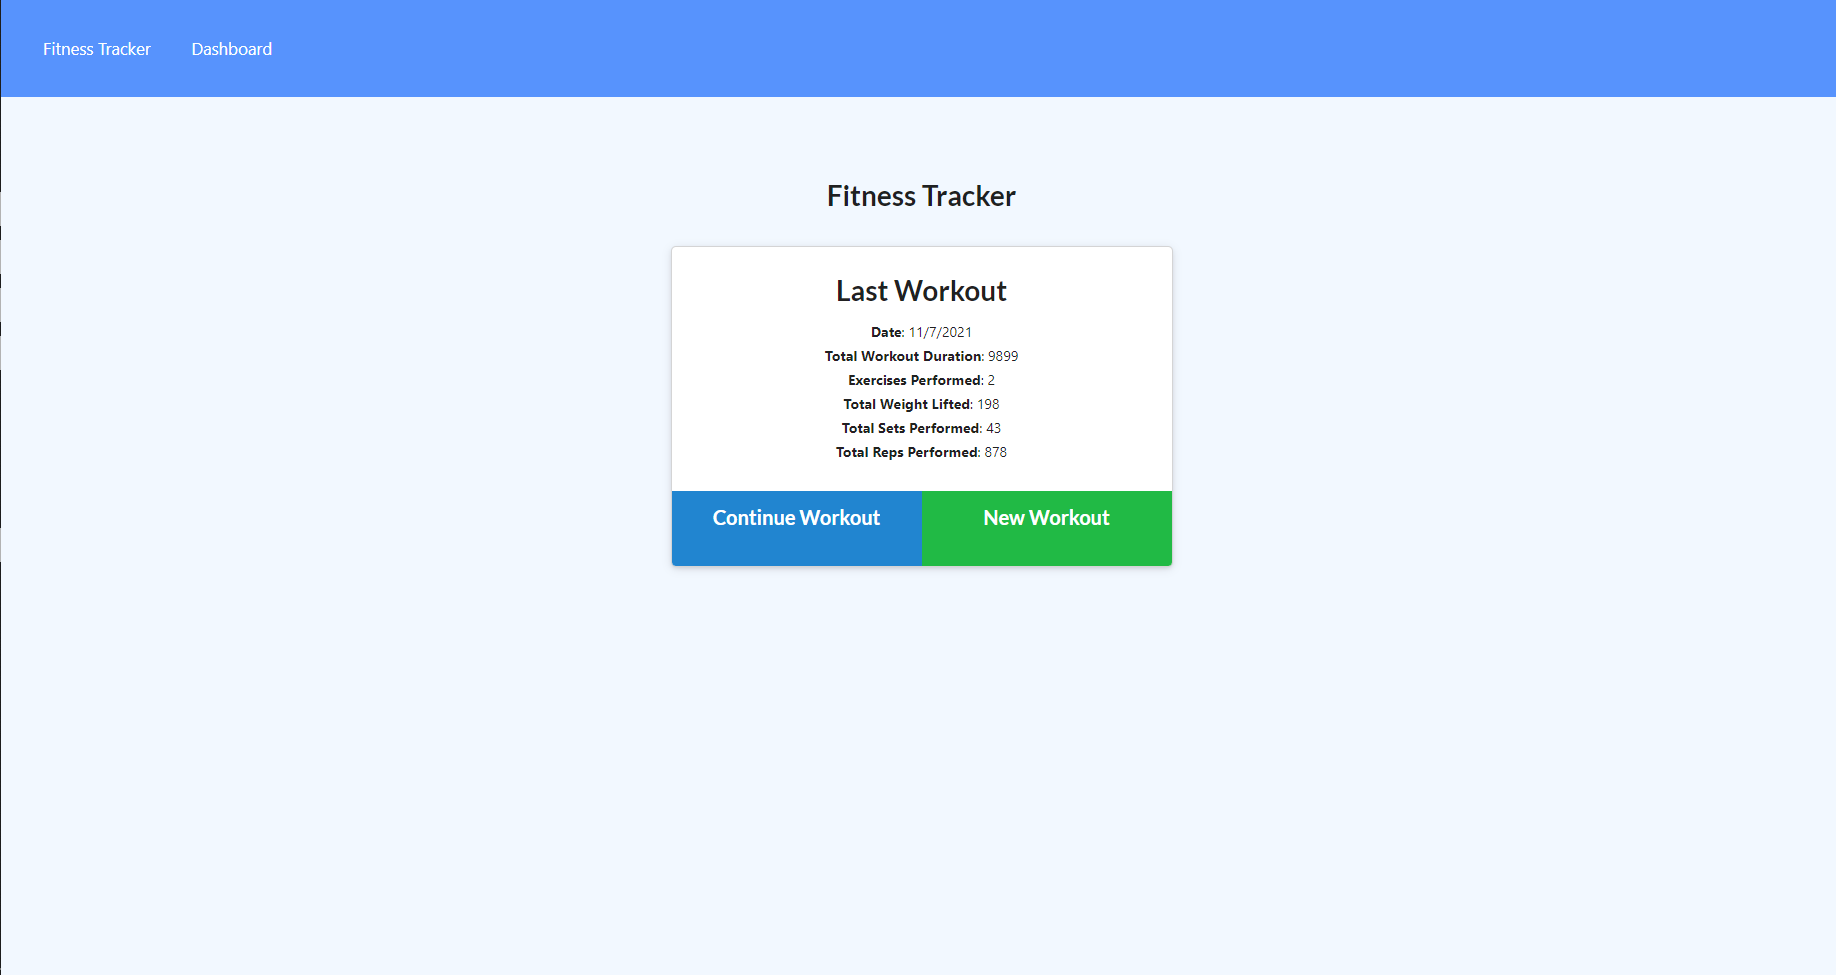 Fitness Tracker Dashboard
Fitness Tracker
Last Workout
Date: 11/7/2021
Total Workout Duration: 9899
Exercises Performed: 2
Total Weight Lifted: 198
Total Sets Performed: 43
Total Reps Performed: 878
Continue Workout New Workout